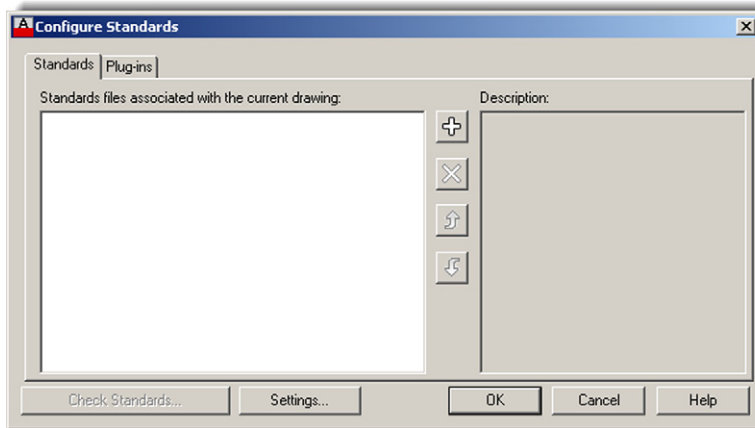 Configure Standards
Standards Plug-ins
Standards files associated with the current drawing: Description:
Check Standards... Settings... OK Cancel Help